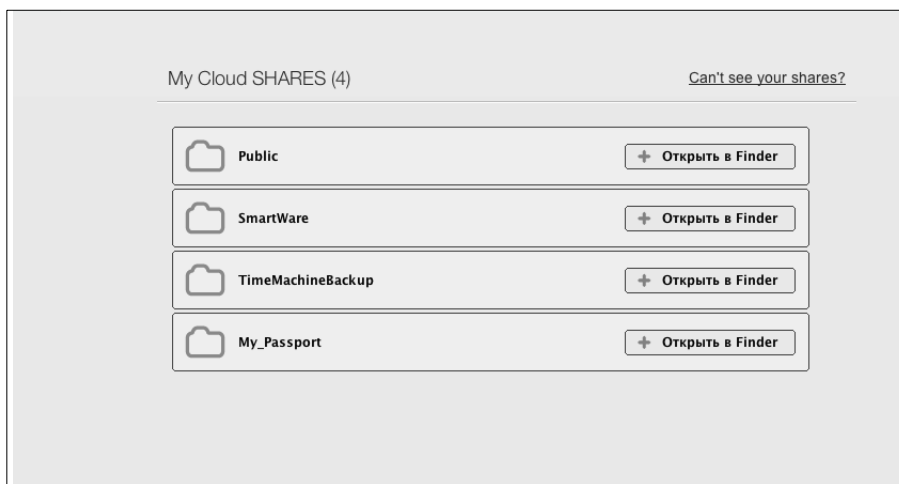 My Cloud SHARES (4) Can't see your shares?
Public + Открыть в Finder
SmartWare + Открыть в Finder
TimeMachineBackup + Открыть в Finder
My_Passport + Открыть в Finder